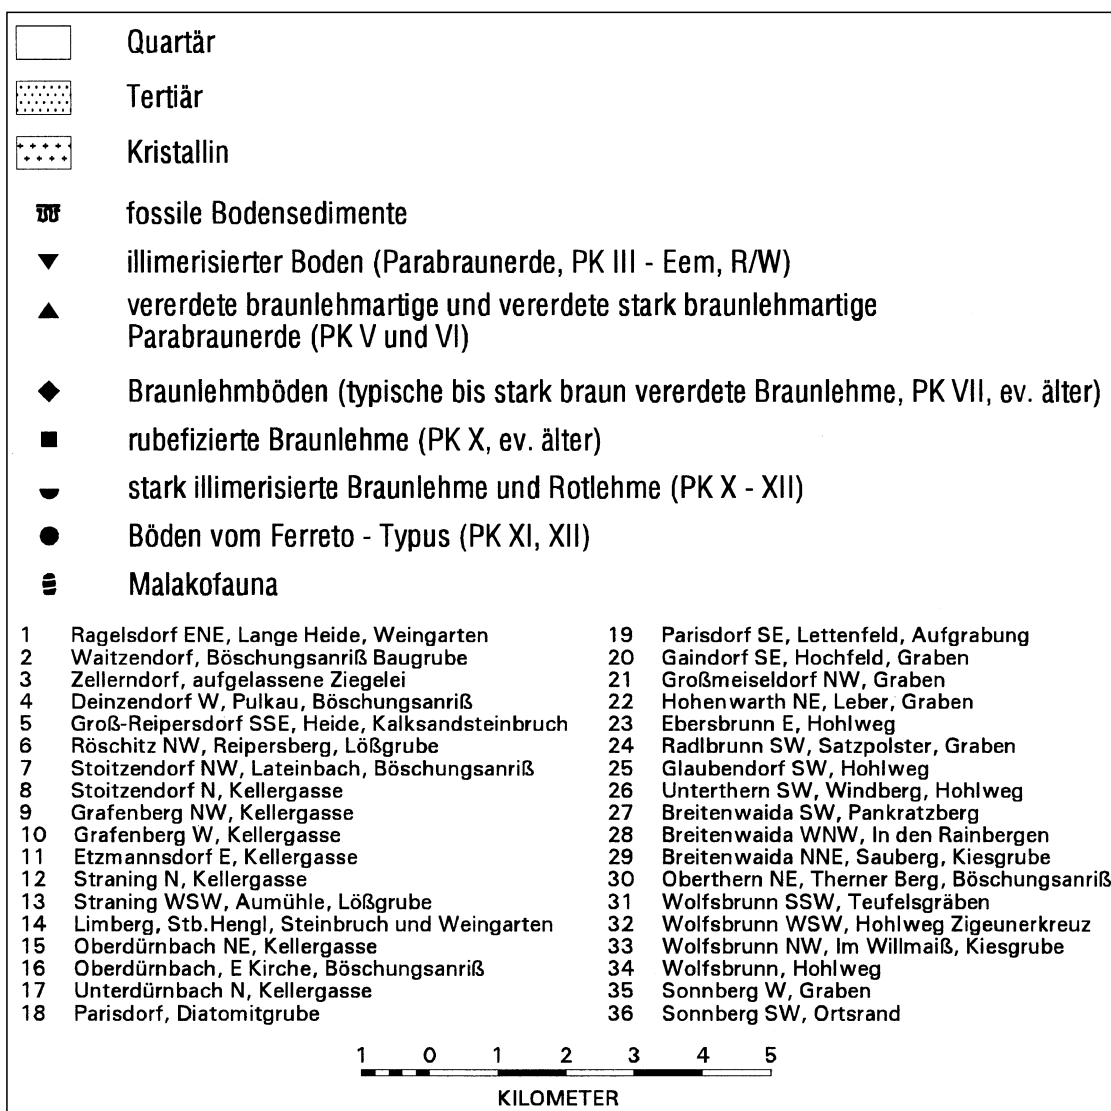 Quartär
Tertiär
Kristallin
fossile Bodensedimente
illimerisierter Boden (Parabraunerde, PK III - Eem, R/W)
vererdete braunlehmartige und vererdete stark braunlehmartige
Parabraunerde (PK V und VI)
Braunlehmböden (typische bis stark braun vererdete Braunlehme, PK VII, ev. älter)
rubefizierte Braunlehme (PK X, ev. älter)
stark illimerisierte Braunlehme und Rotlehme (PK X - XII)
Böden vom Ferreto - Typus (PK XI, XII)
Malakofauna
1 Ragelsdorf ENE, Lange Heide, Weingarten
2 Waitzendorf, Böschungsanriß Baugrube
3 Zellerndorf, aufgelassene Ziegelei
4 Deinzendorf W, Pulkau, Böschungsanriß
5 Groß-Reipersdorf SSE, Heide, Kalksandsteinbruch
6 Röschitz NW, Reipersberg, Lößgrube
7 Stoitzendorf NW, Lateinbach, Böschungsanriß
8 Stoitzendorf N, Kellergasse
9 Grafenberg NW, Kellergasse
10 Grafenberg W, Kellergasse
11 Etzmannsdorf E, Kellergasse
12 Straning N, Kellergasse
13 Straning WSW, Aumühle, Lößgrube
14 Limberg, Stb.Hengl, Steinbruch und Weingarten
15 Oberdürnbach NE, Kellergasse
16 Oberdürnbach, E Kirche, Böschungsanriß
17 Unterdürnbach N, Kellergasse
18 Parisdorf, Diatomitgrube
19 Parisdorf SE, Lettenfeld, Aufgrabung
20 Gaindorf SE, Hochfeld, Graben
21 Großmeiseldorf NW, Graben
22 Hohenwarth NE, Leber, Graben
23 Ebersbrunn E, Hohlweg
24 Radlbrunn SW, Satzpolster, Graben
25 Glaubendorf SW, Hohlweg
26 Unterthern SW, Windberg, Hohlweg
27 Breitenwaida SW, Pankratzberg
28 Breitenwaida WNW, In den Rainbergen
29 Breitenwaida NNE, Sauberg, Kiesgrube
30 Oberthern NE, Therner Berg, Böschungsanriß
31 Wolfsbrunn SSW, Teufelsgräben
32 Wolfsbrunn WSW, Hohlweg Zigeunerkreuz
33 Wolfsbrunn NW, Im Willmaiß, Kiesgrube
34 Wolfsbrunn, Hohlweg
35 Sonnberg W, Graben
36 Sonnberg SW, Ortsrand
1 0 1 2 3 4 5
KILOMETER